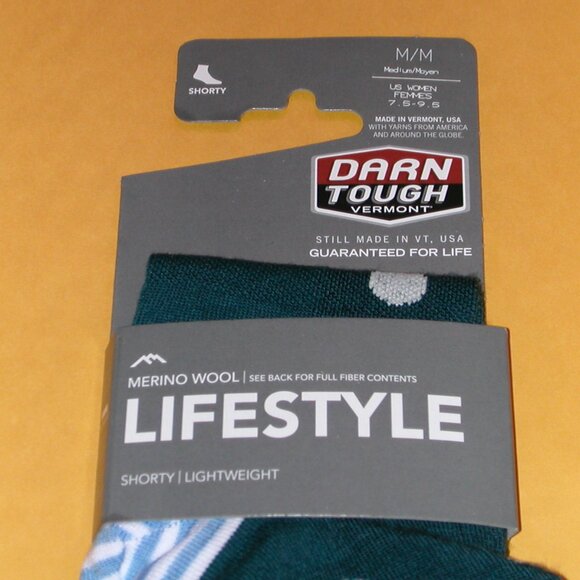 SHORTY
M/M
Medium/Moyen
US WOMEN
FEMMES
7.5-9.5
MADE IN VERMONT, USA
WITH YARNS FROM AMERICA
AND AROUND THE GLOBE.
DARN
TOUGH
VERMONT®
STILL MADE IN VT, USA
GUARANTEED FOR LIFE
MERINO WOOL | SEE BACK FOR FULL FIBER CONTENTS
LIFESTYLE
SHORTY | LIGHTWEIGHT